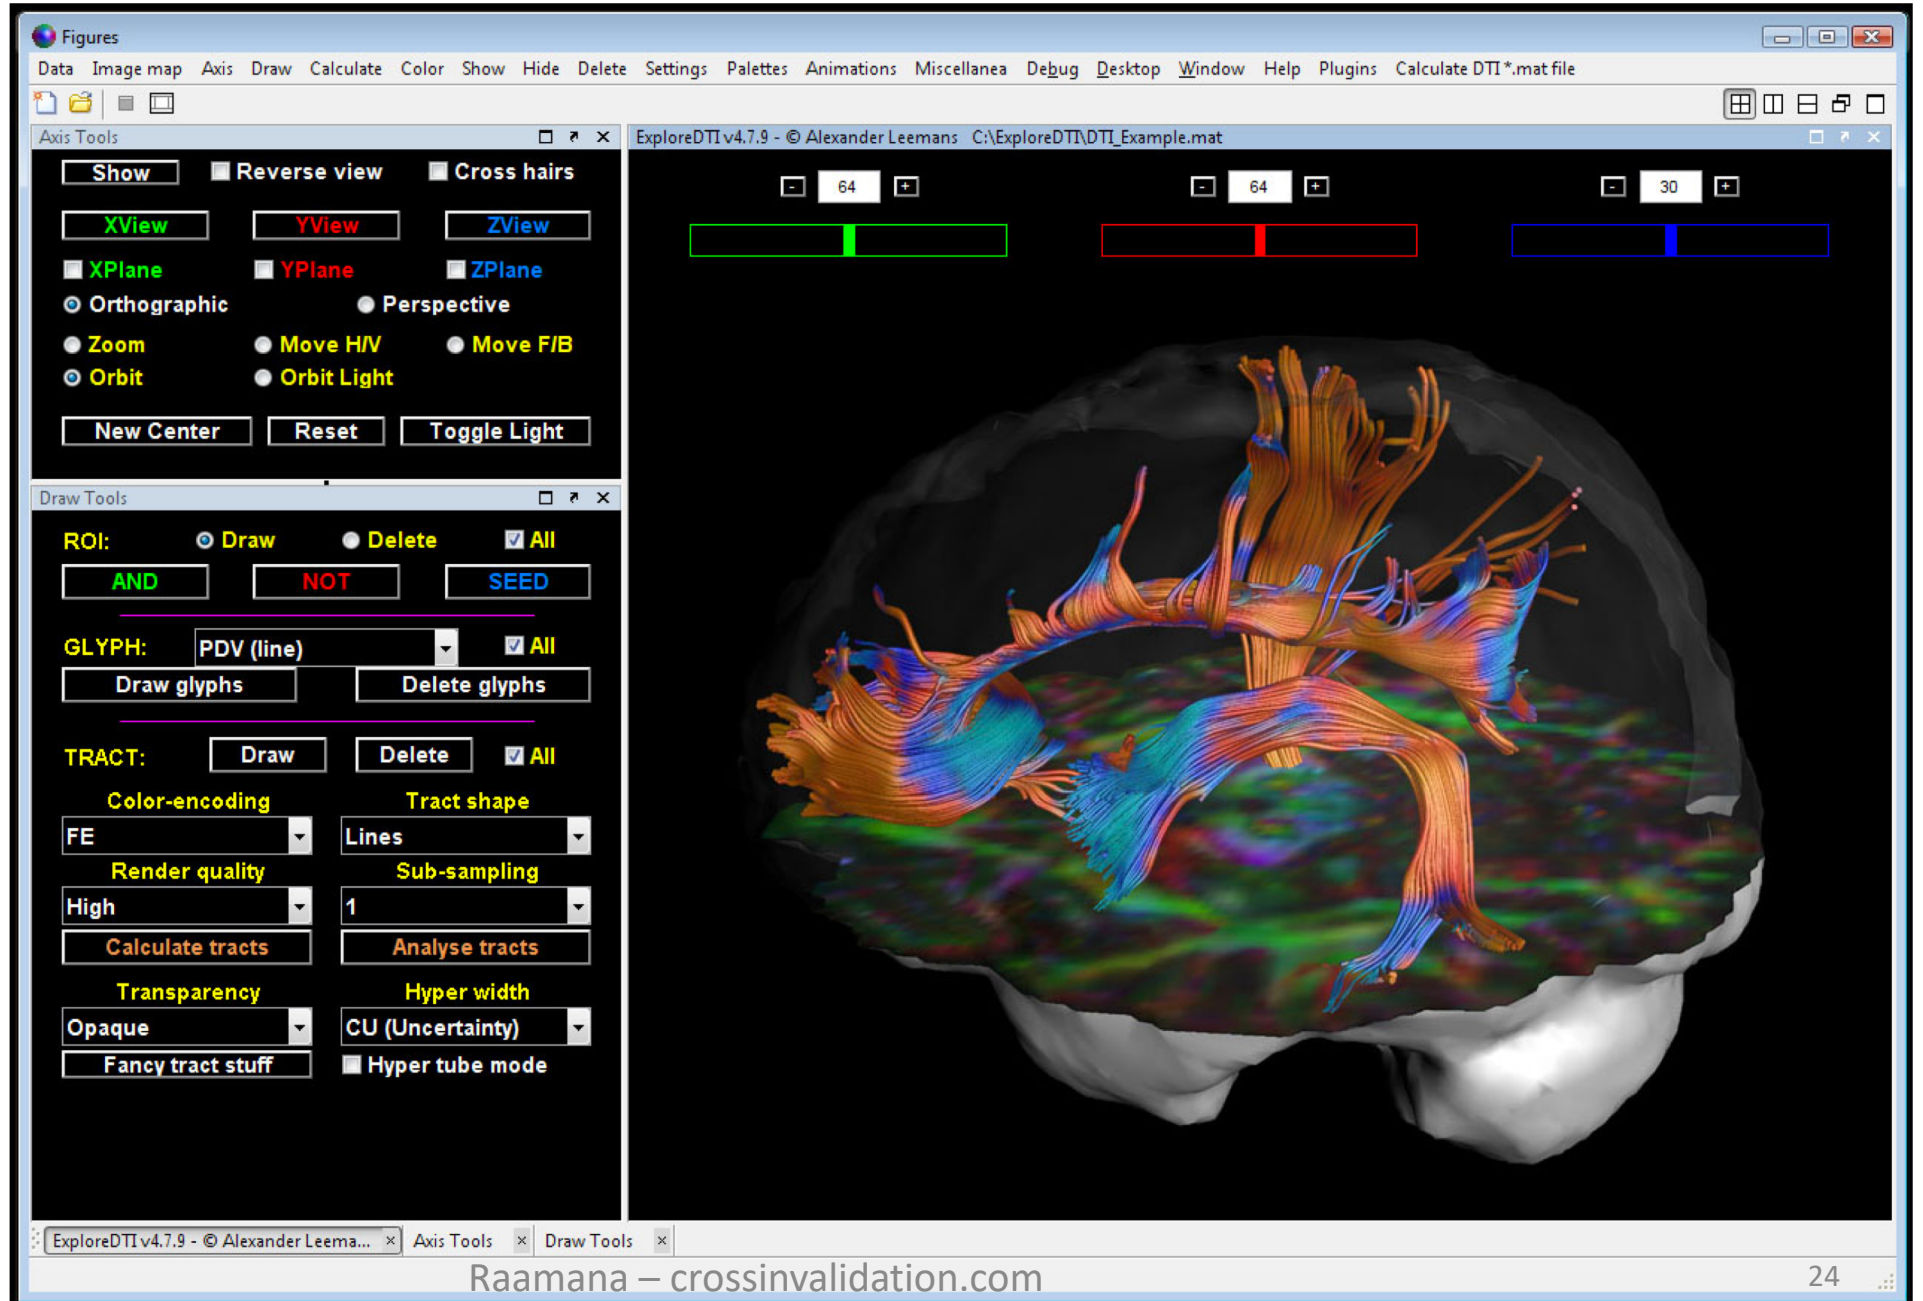 Figures
Data Image map Axis Draw Calculate Color Show Hide Delete Settings Palettes Animations Miscellanea Debug Desktop Window Help Plugins Calculate DTI *.mat file
Axis Tools
Show Reverse view Cross hairs
XView YView ZView
XPlane YPlane ZPlane
Orthographic Perspective
Zoom Move H/V Move F/B
Orbit Orbit Light
New Center Reset Toggle Light
Draw Tools
ROI: Draw Delete All
AND NOT SEED
GLYPH: PDV (line) All
Draw glyphs Delete glyphs
TRACT: Draw Delete All
Color-encoding Tract shape
FE Lines
Render quality Sub-sampling
High 1
Calculate tracts Analyse tracts
Transparency Hyper width
Opaque CU (Uncertainty)
Fancy tract stuff Hyper tube mode
ExploreDTI v4.7.9 - © Alexander Leemans C:\ExploreDTI\DTI_Example.mat
- 64 + - 64 + - 30 +
ExploreDTI v4.7.9 - © Alexander Leema... Axis Tools Draw Tools
Raamana – crossinvalidation.com 24